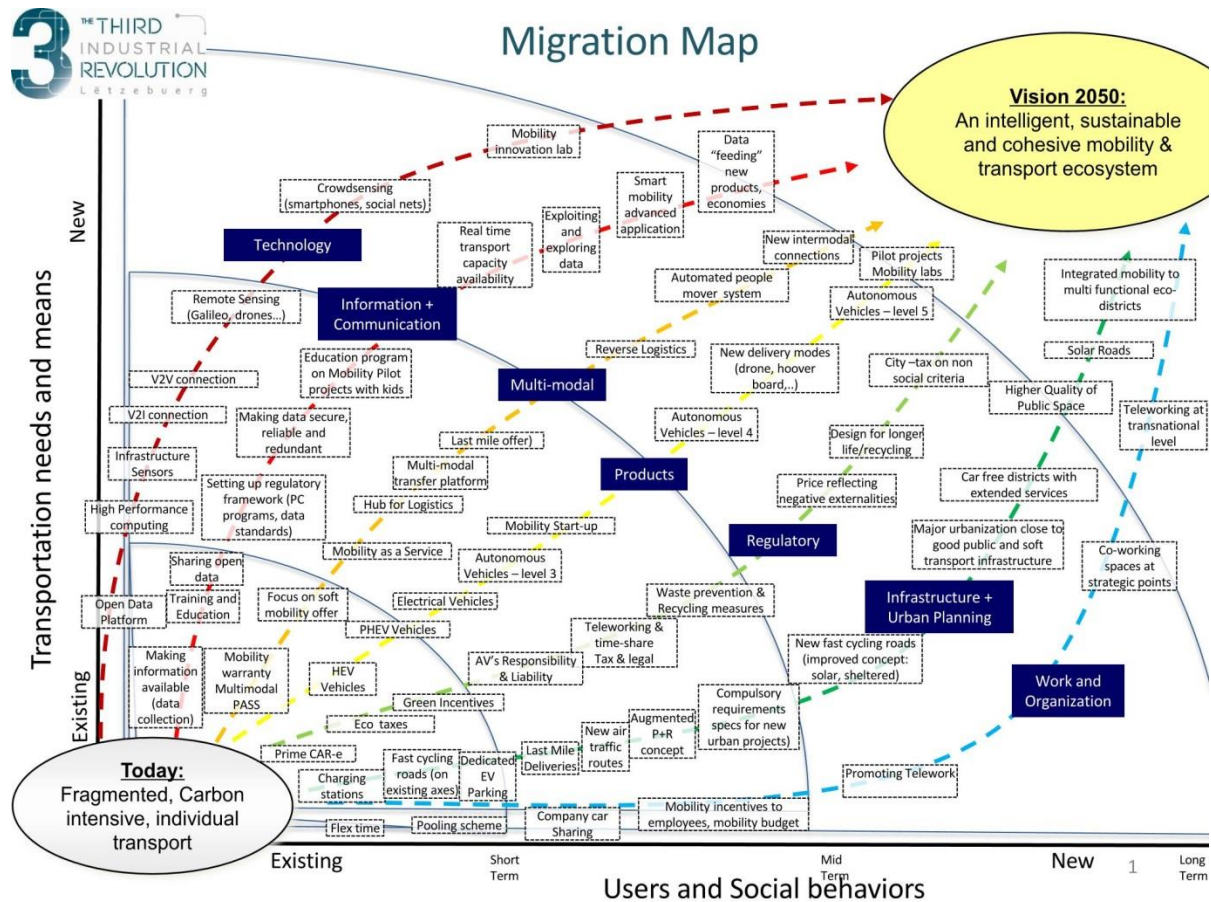 THE THIRD
INDUSTRIAL
REVOLUTION
Lëtzebuerg
3
Migration Map
Vision 2050:
An intelligent, sustainable
and cohesive mobility &
transport ecosystem
Transportation needs and means
New
Existing
Mobility
innovation lab
Data
"feeding"
new
products,
economies
Crowdsensing
(smartphones, social nets)
Smart
mobility
advanced
application
Exploiting
and
exploring
data
Real time
transport
capacity
availability
Technology
New intermodal
connections
Pilot projects
Mobility labs
Integrated mobility to
multi functional eco-
districts
Automated people
mover system
Autonomous
Vehicles – level 5
Remote Sensing
(Galileo, drones...)
Information +
Communication
Education program
on Mobility Pilot
projects with kids
Reverse Logistics
New delivery modes
(drone, hoover
board,..)
City –tax on non
social criteria
Solar Roads
Multi-modal
V2V connection
Higher Quality of
Public Space
V2I connection
Making data secure,
reliable and
redundant
Autonomous
Vehicles – level 4
Teleworking at
transnational
level
Last mile offer)
Design for longer
life/recycling
Infrastructure
Sensors
Multi-modal
transfer platform
Products
Setting up regulatory
framework (PC
programs, data
standards)
Price reflecting
negative externalities
Car free districts with
extended services
High Performance
computing
Hub for Logistics
Mobility Start-up
Regulatory
Major urbanization close to
good public and soft
transport infrastructure
Mobility as a Service
Autonomous
Vehicles – level 3
Co-working
spaces at
strategic points
Sharing open
data
Training and
Education
Focus on soft
mobility offer
Electrical Vehicles
Waste prevention &
Recycling measures
Infrastructure +
Urban Planning
Open Data
Platform
PHEV Vehicles
Teleworking &
time-share
Tax & legal
New fast cycling roads
(improved concept:
solar, sheltered)
Making
information
available
(data
collection)
Mobility
warranty
Multimodal
PASS
HEV
Vehicles
AV's Responsibility
& Liability
Compulsory
requirements
specs for new
urban projects)
Work and
Organization
Green Incentives
Eco taxes
Augmented
P+R
concept
New air
traffic
routes
Prime CAR-e
Fast cycling
roads (on
existing axes)
Dedicated
EV
Parking
Last Mile
Deliveries
Charging
stations
Promoting Telework
Today:
Fragmented, Carbon
intensive, individual
transport
Flex time
Pooling scheme
Company car
Sharing
Mobility incentives to
employees, mobility budget
Existing
Short
Term
Mid
Term
New
1
Long
Term
Users and Social behaviors